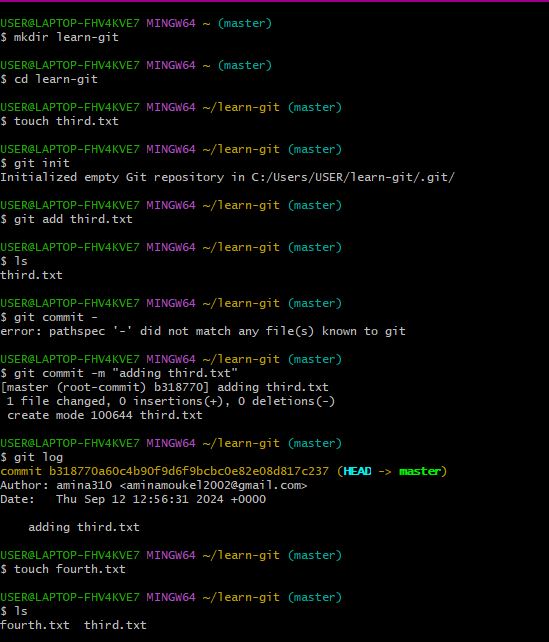 USER@LAPTOP-FHV4KVE7 MINGW64 ~ (master)
$ mkdir learn-git
USER@LAPTOP-FHV4KVE7 MINGW64 ~ (master)
$ cd learn-git
USER@LAPTOP-FHV4KVE7 MINGW64 ~/learn-git (master)
$ touch third.txt
USER@LAPTOP-FHV4KVE7 MINGW64 ~/learn-git (master)
$ git init
Initialized empty Git repository in C:/Users/USER/learn-git/.git/
USER@LAPTOP-FHV4KVE7 MINGW64 ~/learn-git (master)
$ git add third.txt
USER@LAPTOP-FHV4KVE7 MINGW64 ~/learn-git (master)
$ ls
third.txt
USER@LAPTOP-FHV4KVE7 MINGW64 ~/learn-git (master)
$ git commit -
error: pathspec '-' did not match any file(s) known to git
USER@LAPTOP-FHV4KVE7 MINGW64 ~/learn-git (master)
$ git commit -m "adding third.txt"
[master (root-commit) b318770] adding third.txt
 1 file changed, 0 insertions(+), 0 deletions(-)
 create mode 100644 third.txt
USER@LAPTOP-FHV4KVE7 MINGW64 ~/learn-git (master)
$ git log
commit b318770a60c4b90f9d6f9bcbc0e82e08d817c237 (HEAD -> master)
Author: amina310 <aminamoukel2002@gmail.com>
Date:   Thu Sep 12 12:56:31 2024 +0000
    adding third.txt
USER@LAPTOP-FHV4KVE7 MINGW64 ~/learn-git (master)
$ touch fourth.txt
USER@LAPTOP-FHV4KVE7 MINGW64 ~/learn-git (master)
$ ls
fourth.txt  third.txt